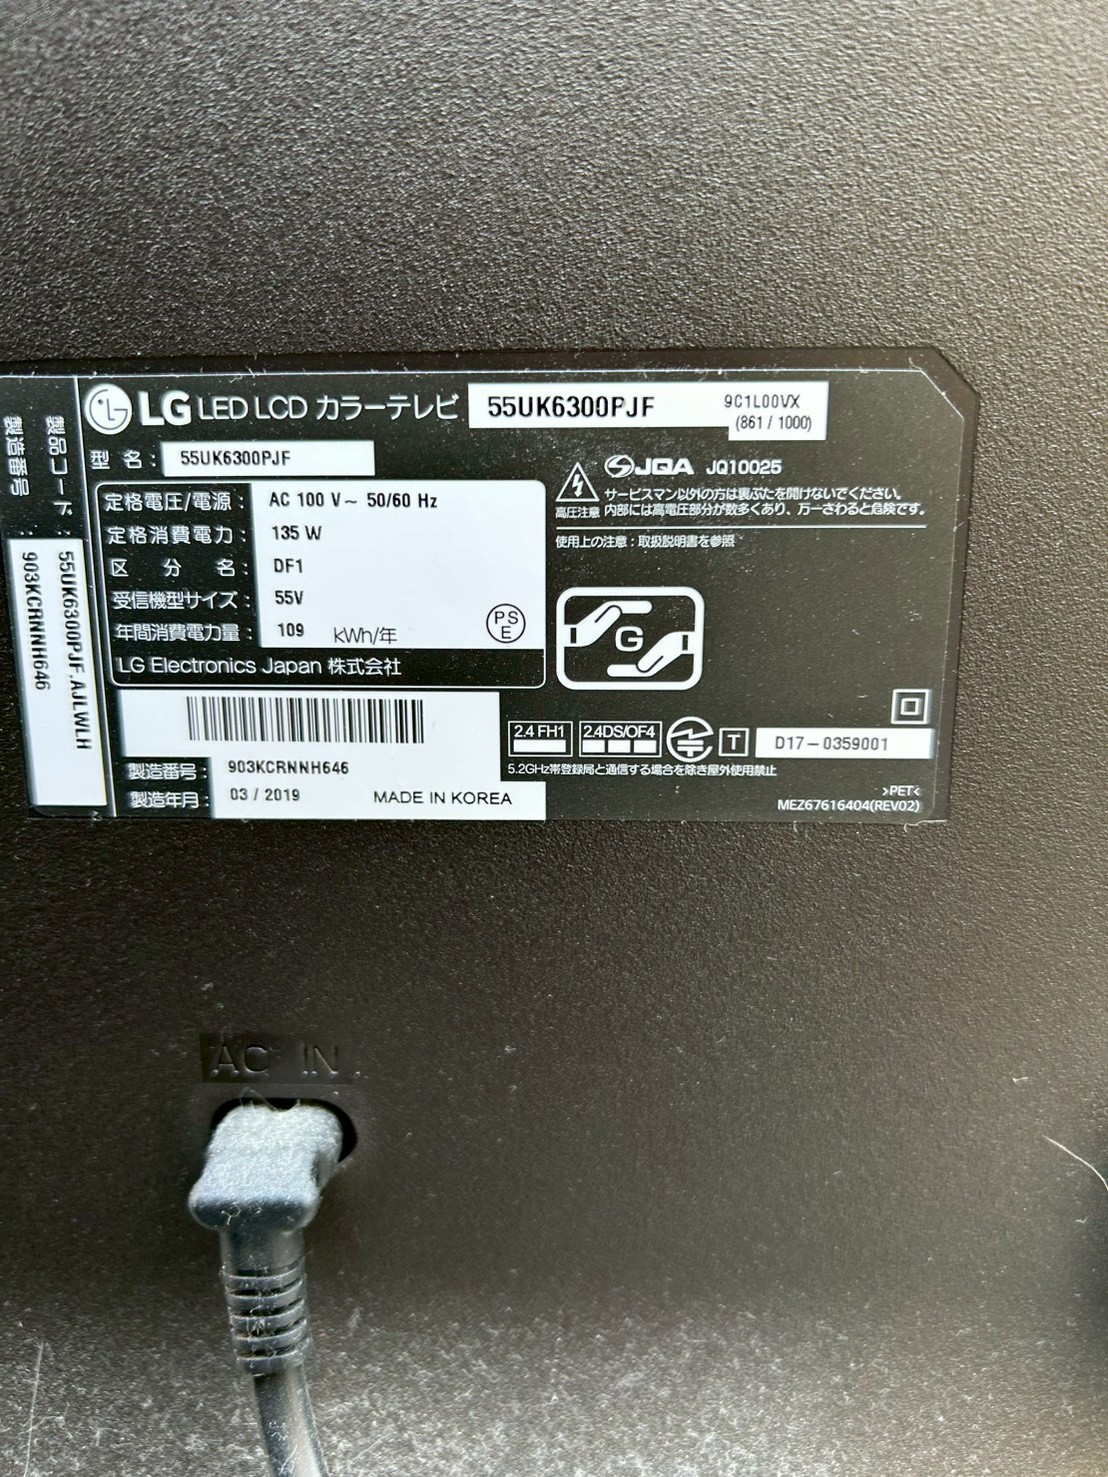 LG LED LCD カラーテレビ 55UK6300PJF 9C1L00VX
(861 / 1000)
型 名: 55UK6300PJF
定格電圧/電源: AC 100 V~ 50/60 Hz
定格消費電力: 135 W
区 分 名: DF1
受信機型サイズ: 55V
年間消費電力量: 109 kWh/年
PS
E
LG Electronics Japan 株式会社
製造番号: 903KCRNNH646
製造年月: 03 / 2019 MADE IN KOREA
JQA JQ10025
高圧注意
サービスマン以外の方は裏ぶたを開けないでください。
内部には高電圧部分が数多くあり、万一さわると危険です。
使用上の注意:取扱説明書を参照
G
2.4 FH1 2.4DS/OF4 T D17-0359001
5.2GHz帯登録局と通信する場合を除き屋外使用禁止
>PET<
MEZ67616404(REV02)
製品コード: 55UK6300PJF.AJLWLH
製造番号: 903KCRNNH646
AC IN